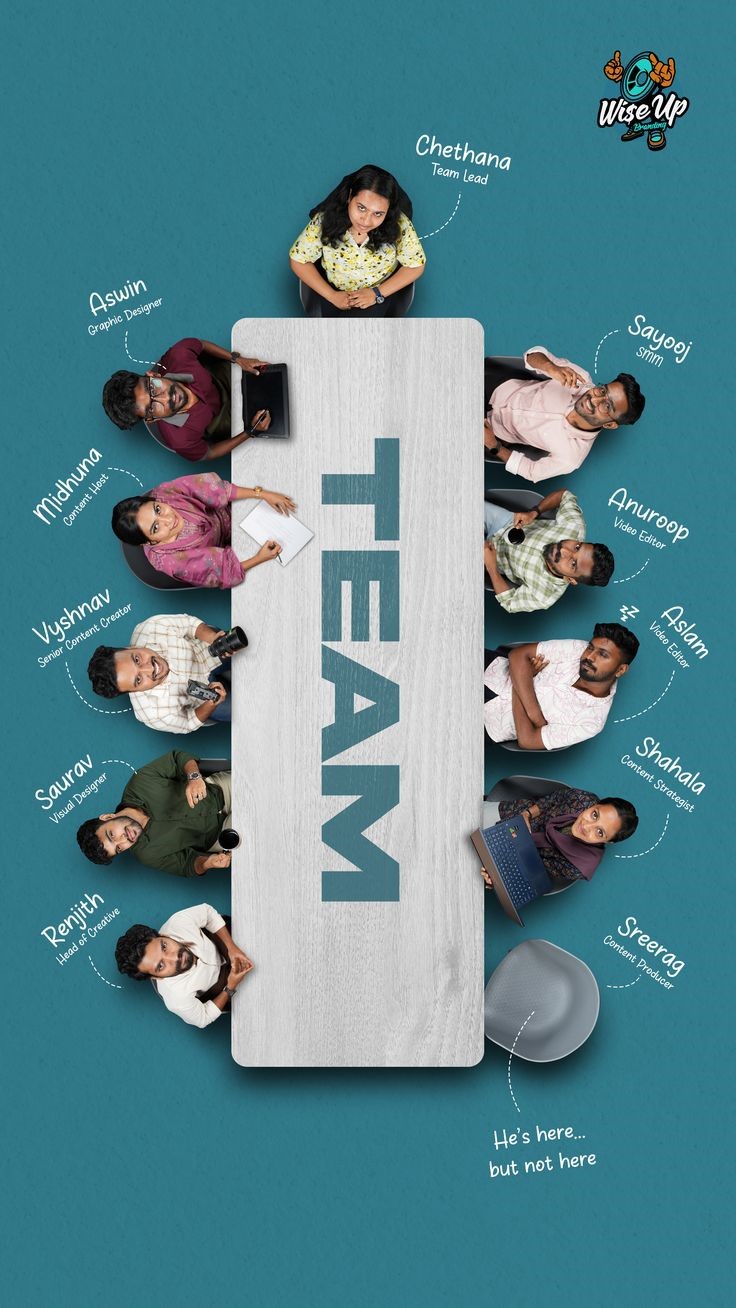 Wi$e Up
Branding
Chethana
Team Lead
Aswin
Graphic Designer
Sayooj
SMM
Midhuna
Content Host
Anuroop
Video Editor
Vyshnav
Senior Content Creator
zzz
Aslam
Video Editor
Saurav
Visual Designer
Shahala
Content Strategist
Renjith
Head of Creative
Sreerag
Content Producer
TEAM
He's here...
but not here